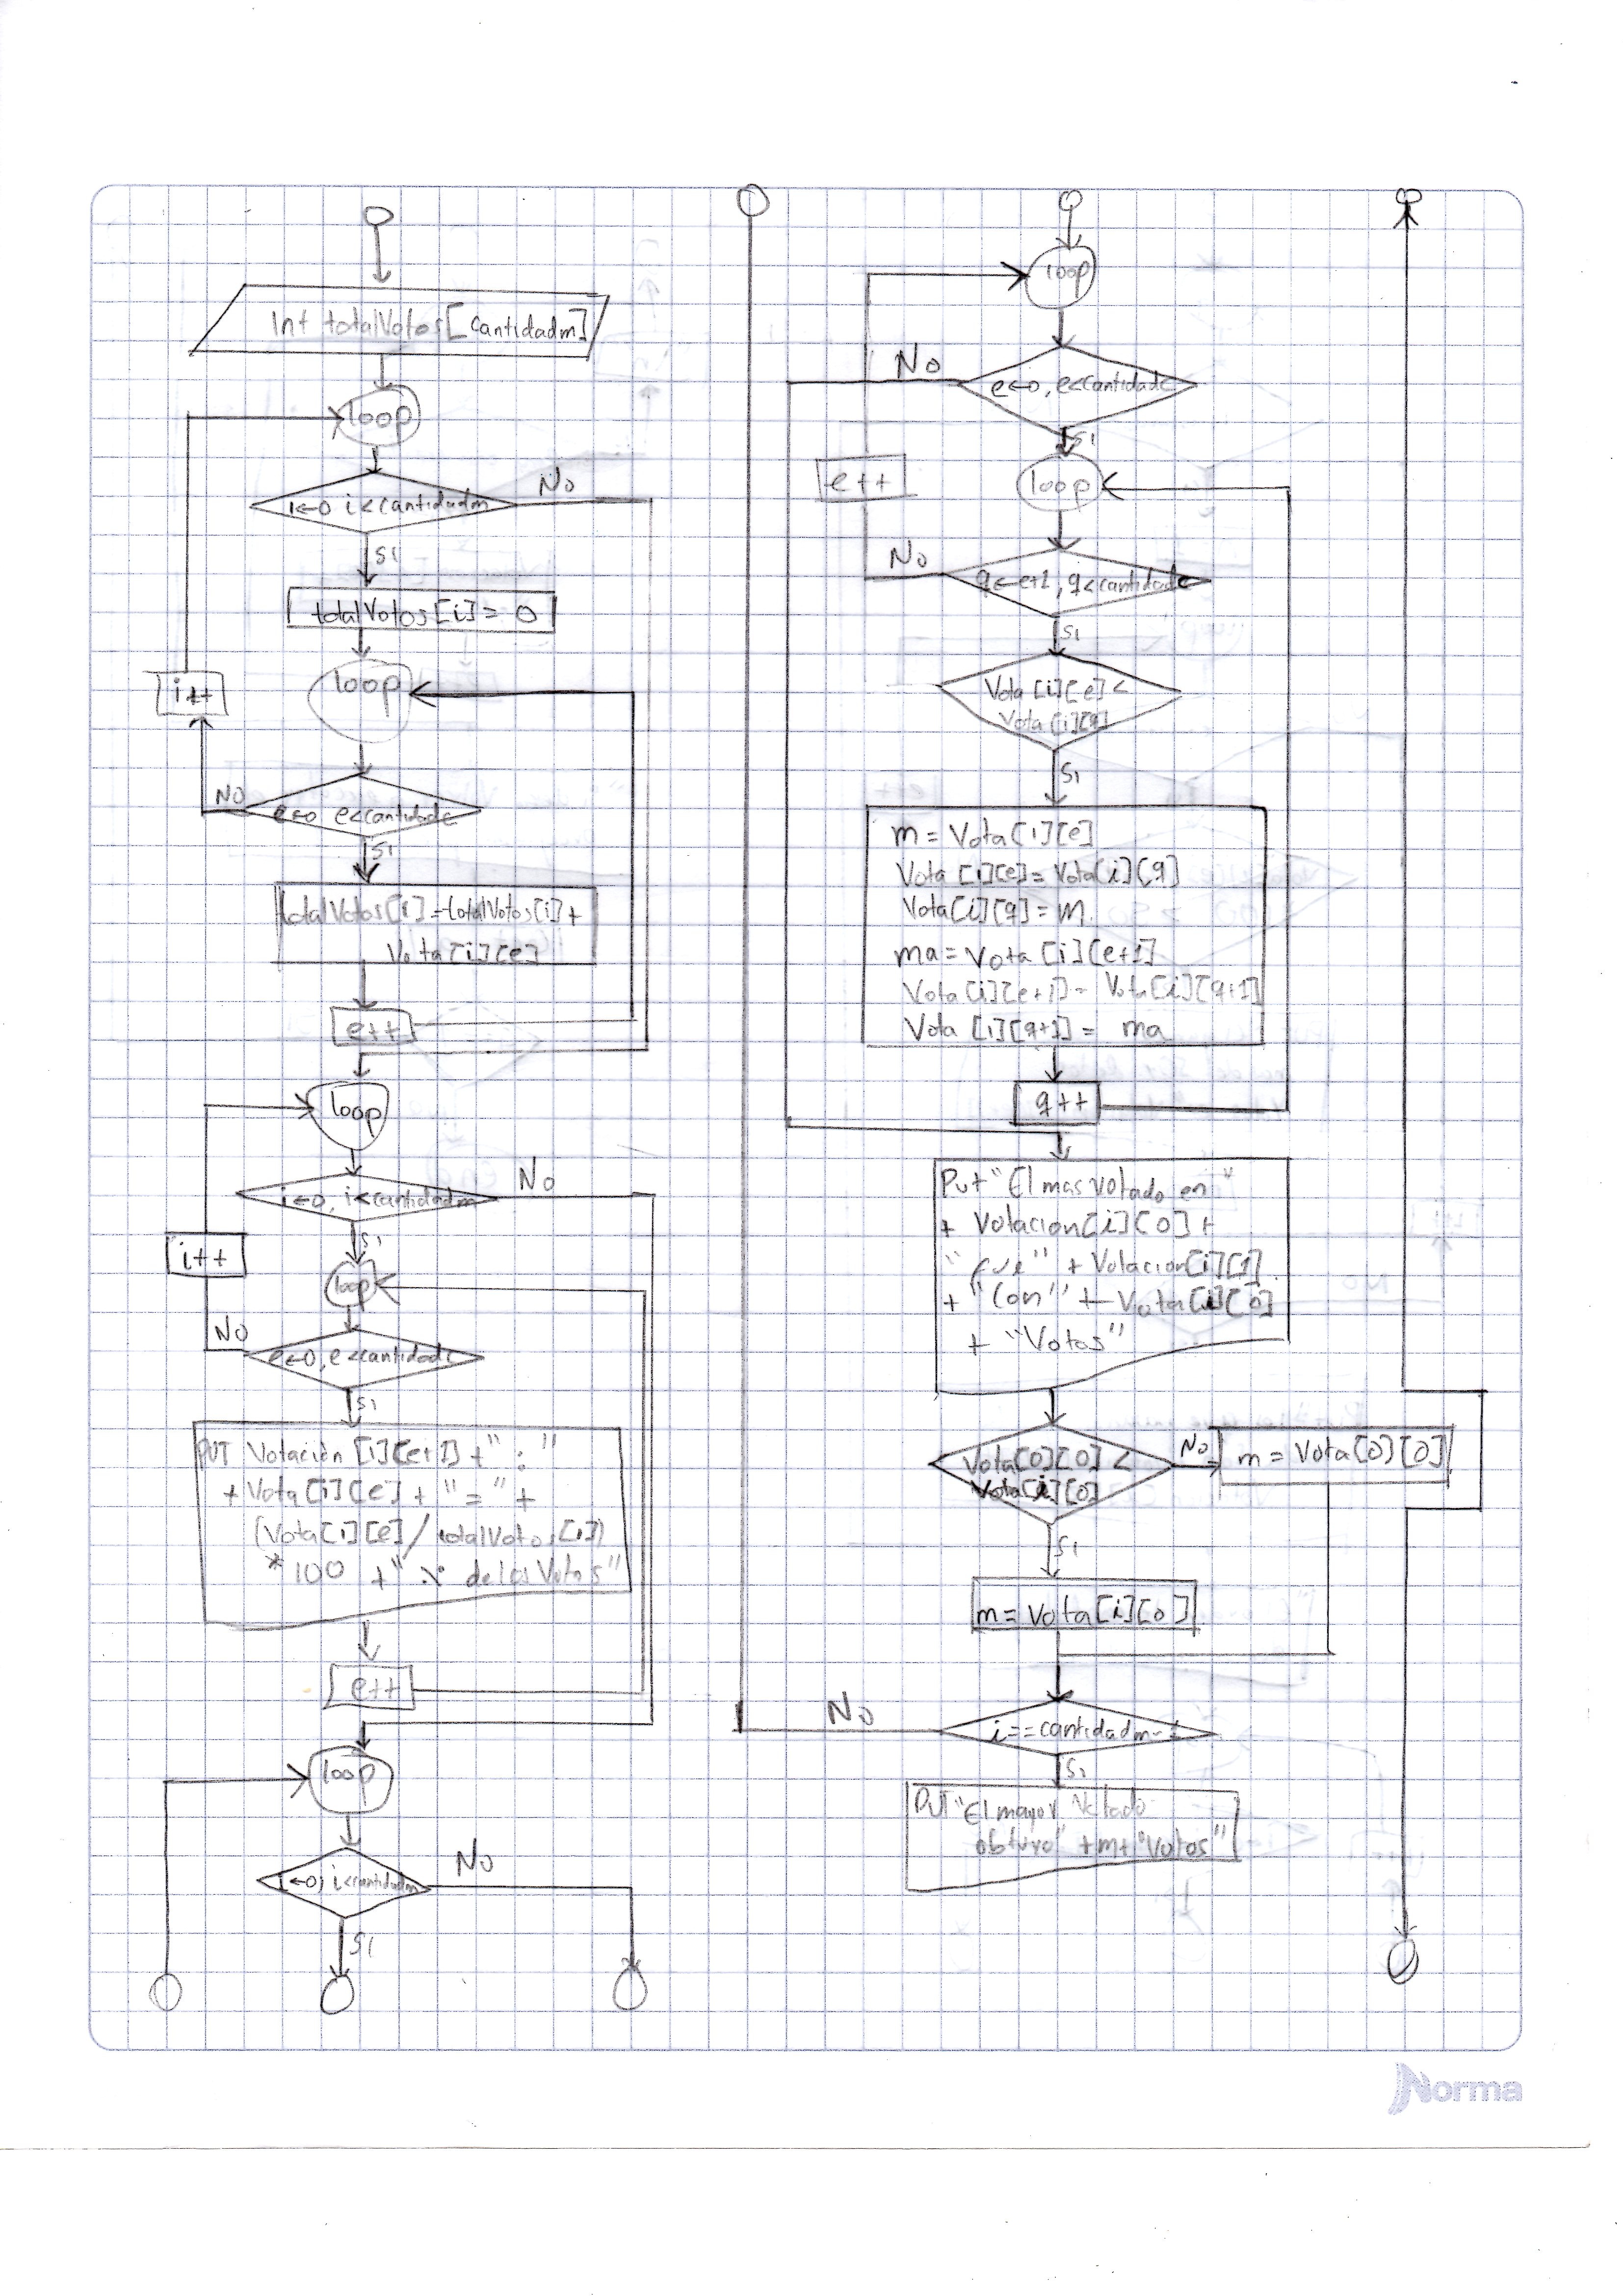 Int totalVotos[cantidadm]
loop
i←0 i<cantidadm
No
Si
totalVotos[i]= 0
loop
i++
No
e←0 e<cantidade
Si
totalVotos[i]=totalVotos[i]+
Vota[i][e]
e++
loop
i←0, i<cantidadm
No
Si
i++
loop
No
e←0, e<cantidade
Si
PUT Votación [i][e+1] +" : "
+ Vota[i][e] + "=" +
(Vota[i][e]/totalVotos[i])
* 100 +" % de los Votos"
e++
loop
i←0, i<cantidadm
No
Si
loop
No
e←0, e<cantidade
Si
e++
loop
No
q←e+1, q<cantidade
Si
Vota [i][e] <
Vota [i][q]
Si
m = Vota[i][e]
Vota [i][e]= Vota[i][q]
Vota[i][q]= m
ma= Vota [i][e+1]
Vota[i][e+1]= Vota[i][q+1]
Vota [i][q+1] = ma
q++
Put "El mas votado en "
+ Votacion[i][0] +
" fue" + Votacion[i][1]
+ "Con" + Vota[i][0]
+ "Votos"
Vota[0][0] <
Vota[i][0]
No
m = Vota[0][0]
Si
m= Vota[i][0]
No
i==cantidadm-1
Si
PUT "El mayor Votado
obtuvo" +m+ "Votos"
Norma